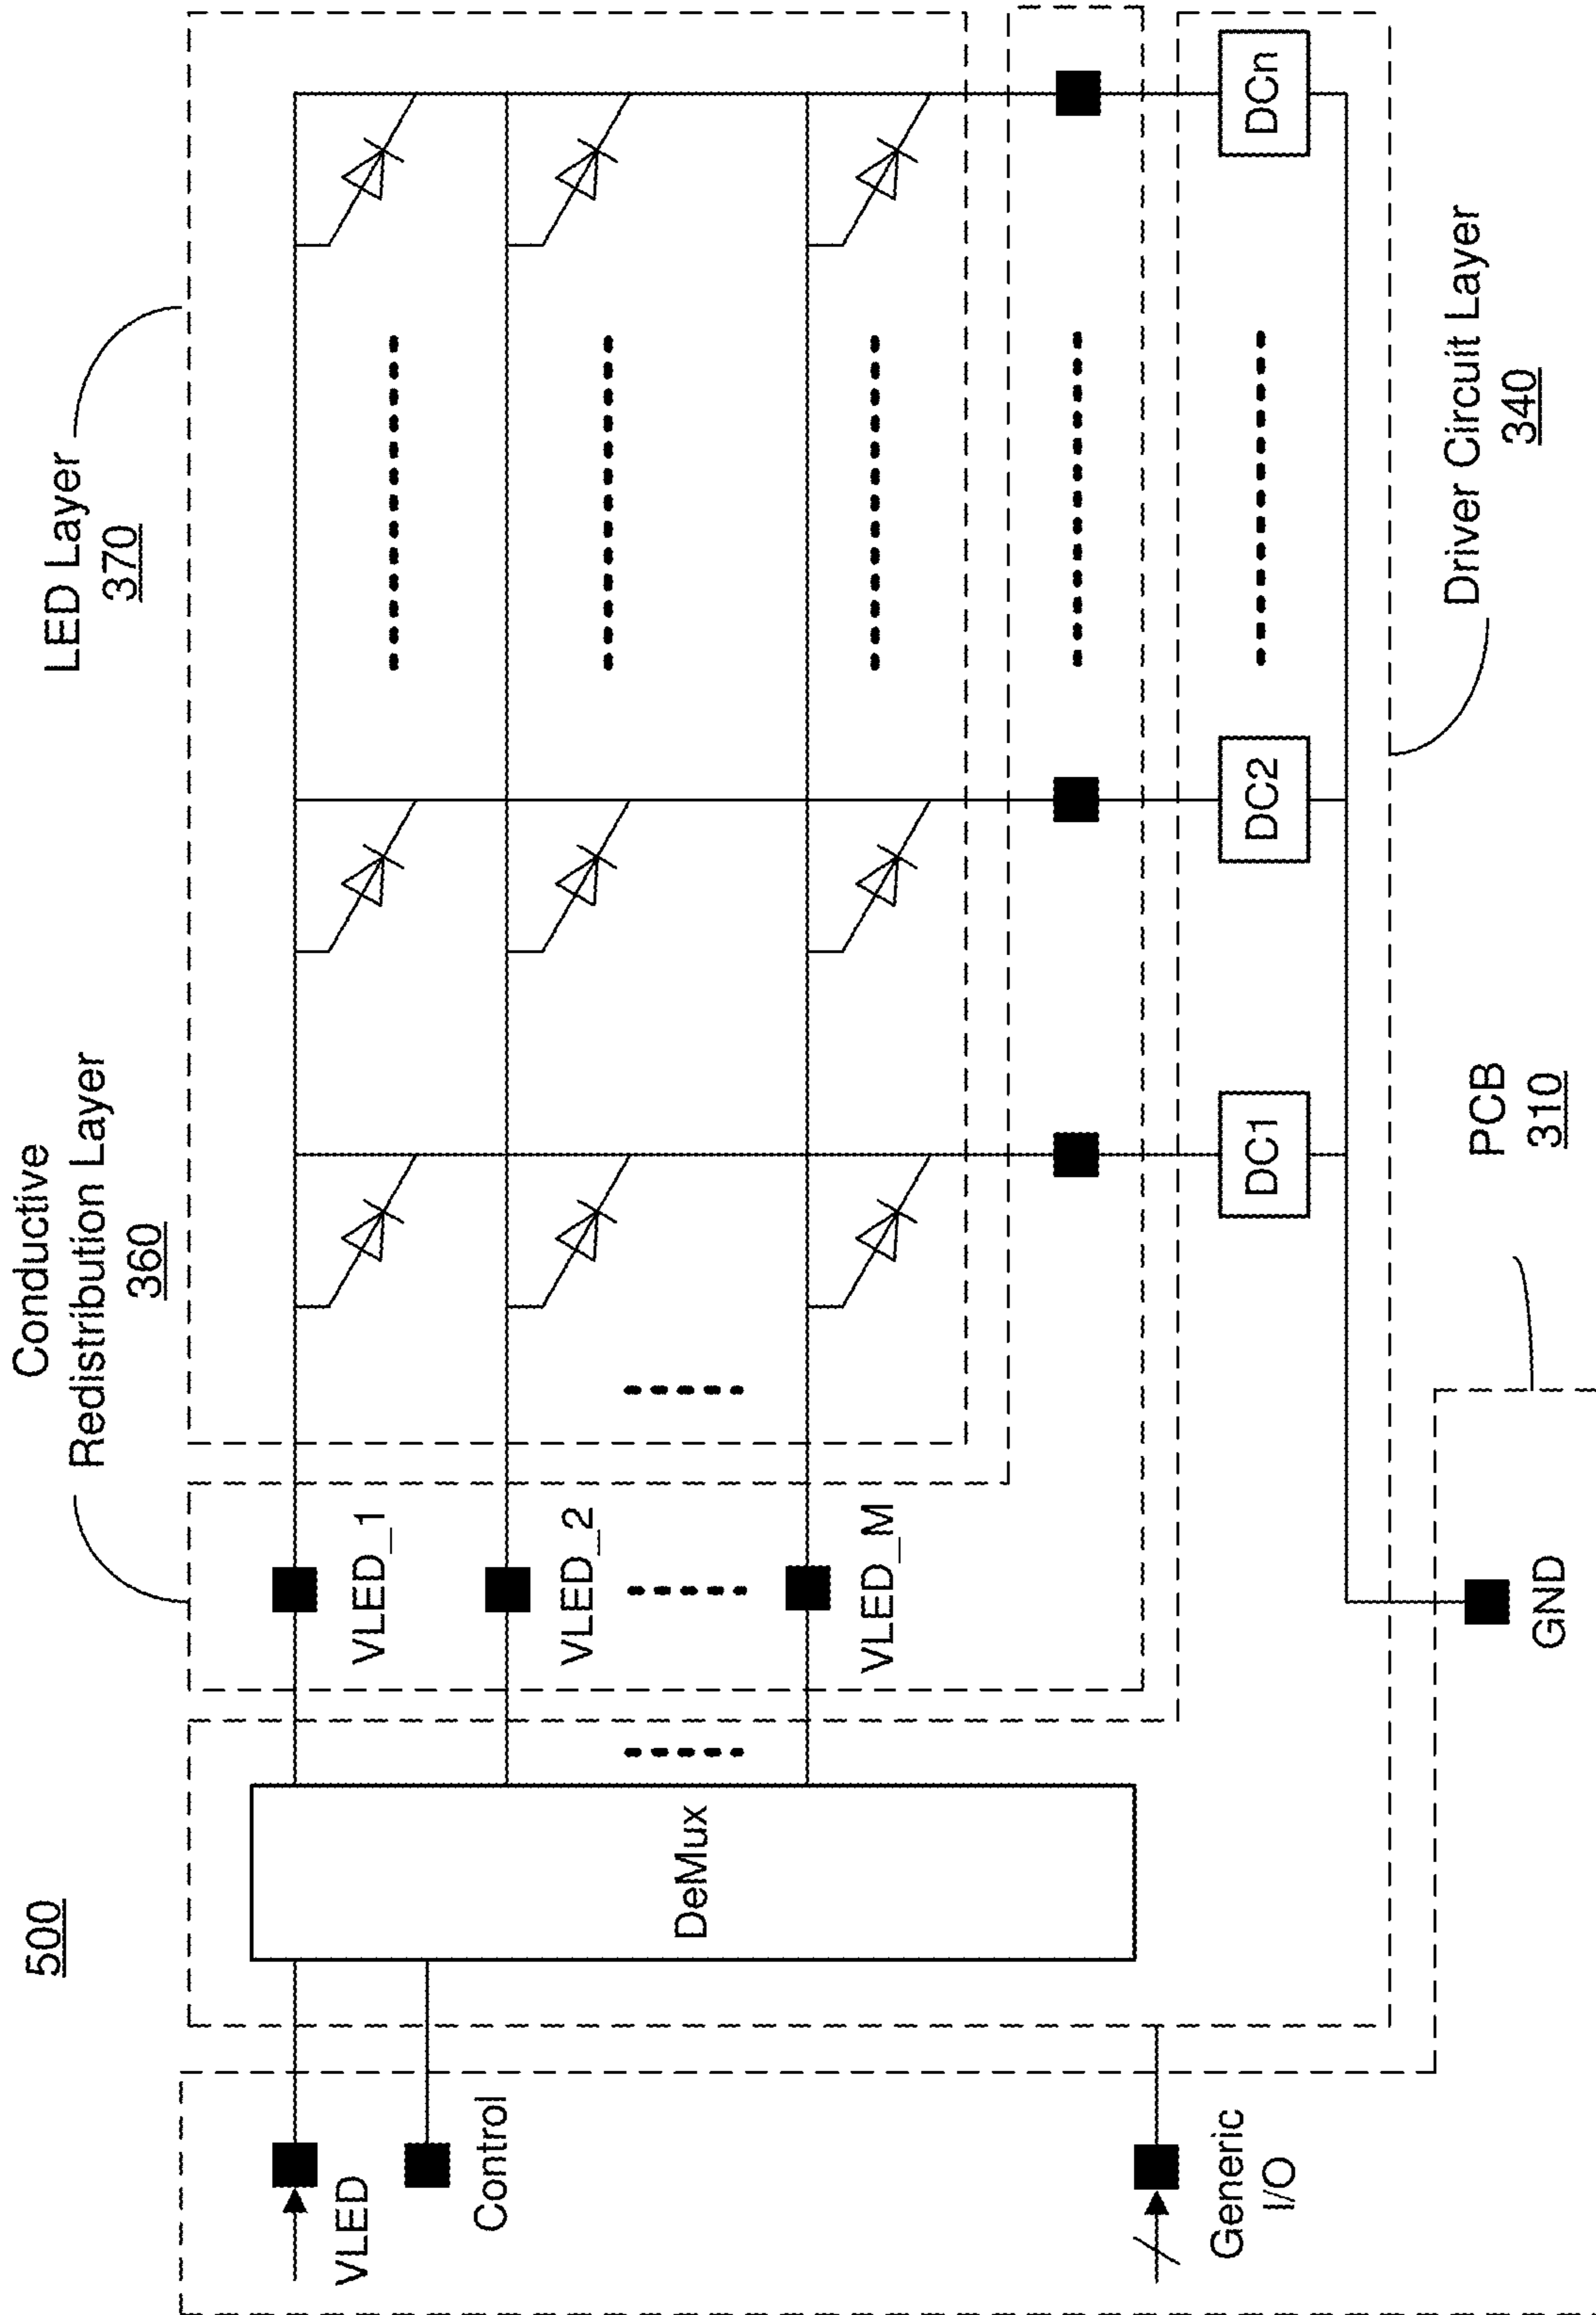 500
Conductive
Redistribution Layer
360
LED Layer
370
VLED
Control
Generic
I/O
DeMux
VLED_1
VLED_2
VLED_M
DC1
DC2
DCn
GND
PCB
310
Driver Circuit Layer
340